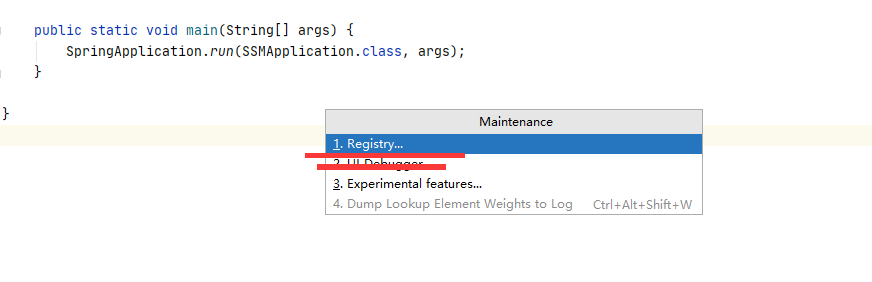 public static void main(String[] args) {
SpringApplication.run(SSMApplication.class, args);
}
}
Maintenance
1. Registry...
2. UI Debugger
3. Experimental features...
4. Dump Lookup Element Weights to Log Ctrl+Alt+Shift+W